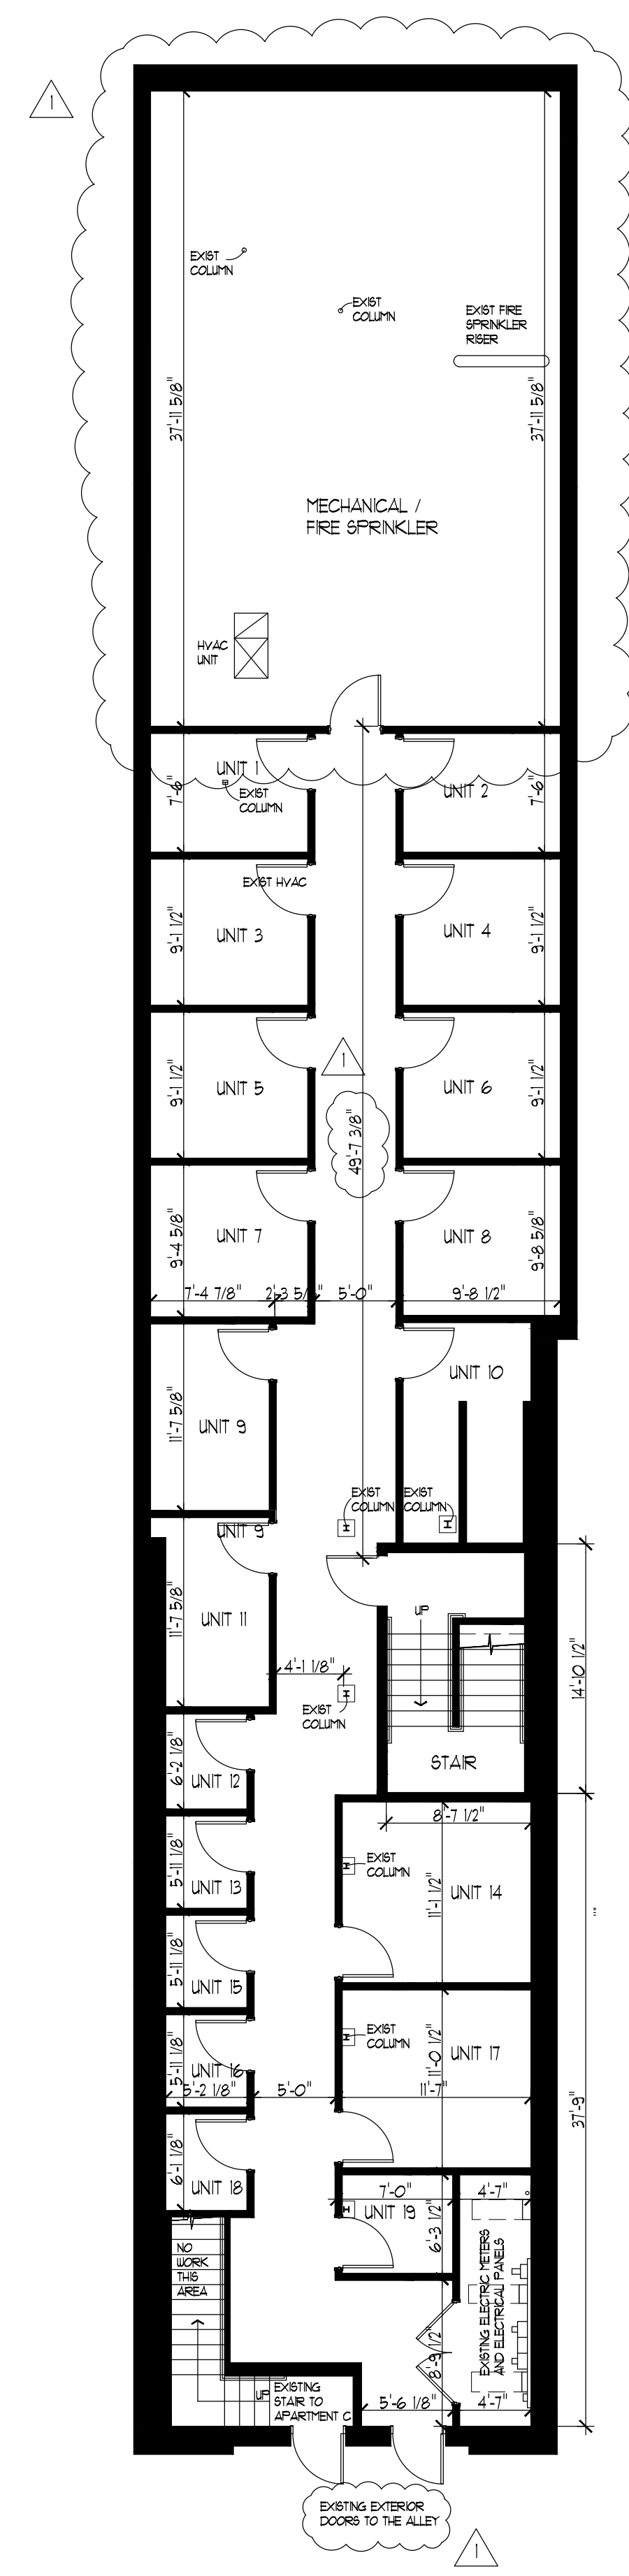 1
EXIST
COLUMN
EXIST
COLUMN
EXIST FIRE
SPRINKLER
RISER
37'-11 5/8"
37'-11 5/8"
MECHANICAL /
FIRE SPRINKLER
HVAC
UNIT
UNIT 1
7'-6"
EXIST
COLUMN
UNIT 2
7'-6"
EXIST HVAC
9'-1 1/2"
UNIT 3
UNIT 4
9'-1 1/2"
9'-1 1/2"
UNIT 5
1
UNIT 6
9'-1 1/2"
49'-7 3/8"
9'-4 5/8"
UNIT 7
UNIT 8
9'-8 5/8"
7'-4 7/8"
5'-0"
9'-8 1/2"
UNIT 10
11'-7 5/8"
UNIT 9
EXIST
COLUMN
EXIST
COLUMN
UNIT 9
11'-7 5/8"
UNIT 11
UP
14'-10 1/2"
4'-1 1/8"
EXIST
COLUMN
STAIR
6'-2 1/8"
UNIT 12
8'-7 1/2"
5'-11 1/8"
UNIT 13
EXIST
COLUMN
11'-1 1/2"
UNIT 14
5'-11 1/8"
UNIT 15
EXIST
COLUMN
11'-0 1/2"
UNIT 17
5'-11 1/8"
UNIT 16
5'-2 1/8"
5'-0"
11'-7"
37'-9"
6'-1 1/8"
UNIT 18
7'-0"
4'-7"
UNIT 19
6'-3 1/2"
NO
WORK
THIS
AREA
EXISTING ELECTRIC METERS
AND ELECTRICAL PANELS
8'-9 1/2"
UP
EXISTING
STAIR TO
APARTMENT C
5'-6 1/8"
4'-7"
EXISTING EXTERIOR
DOORS TO THE ALLEY
1